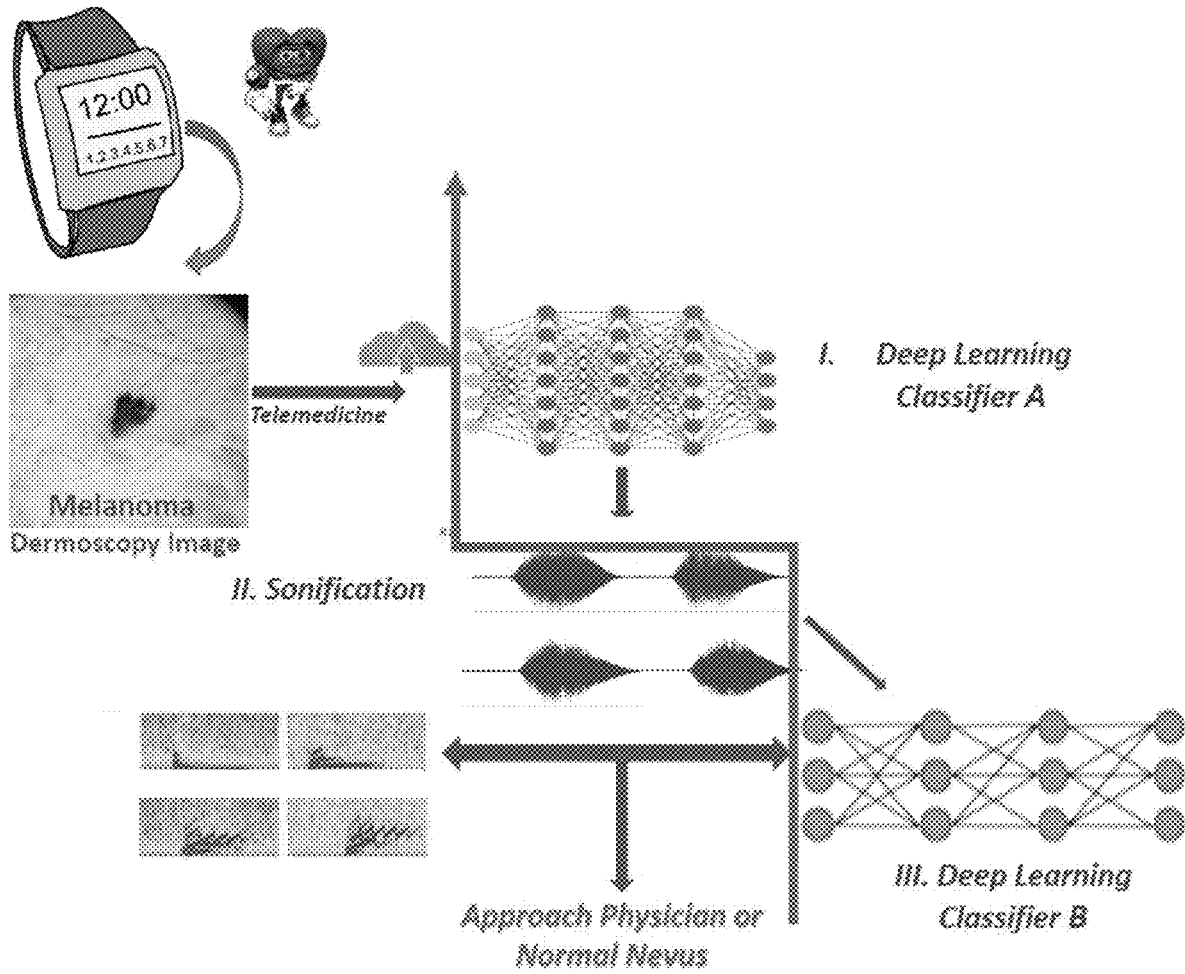 12:00
1,2,3,4,5,6,7
I. Deep Learning
Classifier A
Telemedicine
Melanoma
Dermoscopy Image
II. Sonification
III. Deep Learning
Classifier B
Approach Physician or
Normal Nevus